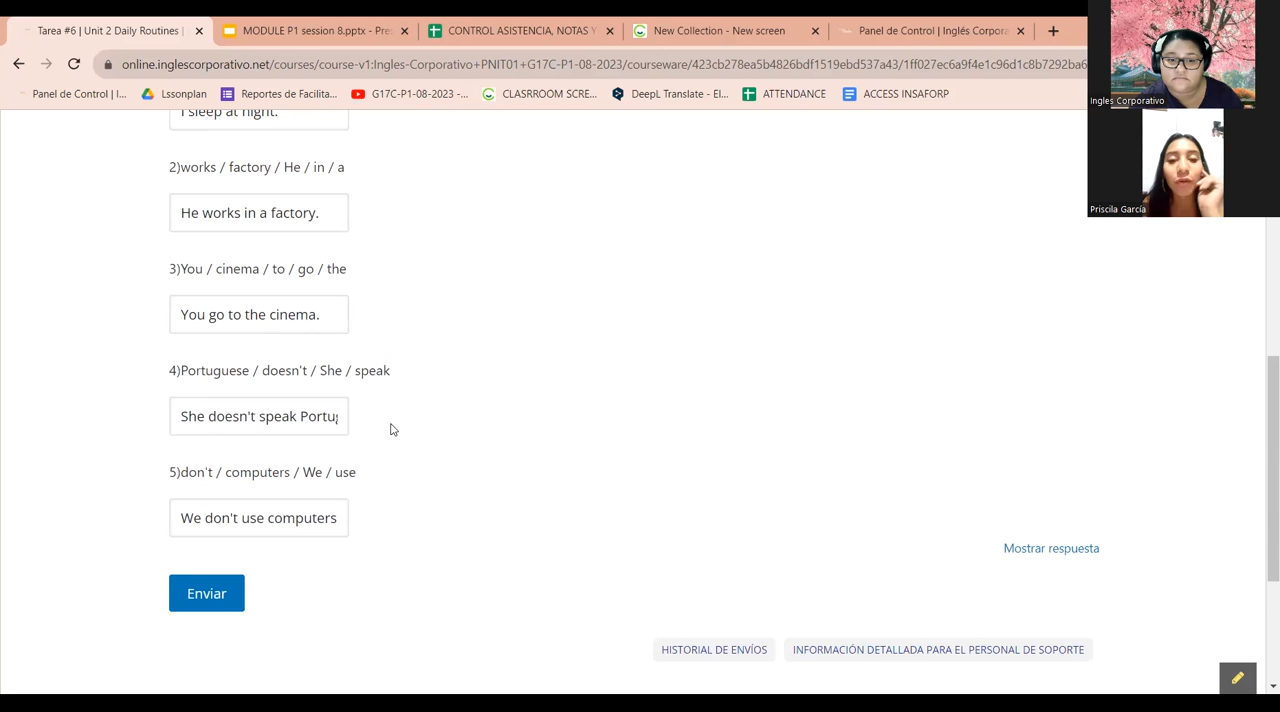 Tarea #6 | Unit 2 Daily Routines |
MODULE P1 session 8.pptx - Pre
CONTROL ASISTENCIA, NOTAS Y
New Collection - New screen
Panel de Control | Inglés Corpora
online.inglescorporativo.net/courses/course-v1:Ingles-Corporativo+PNIT01+G17C-P1-08-2023/courseware/423cb278ea5b4826bdf1519ebd537a43/1ff027ec6a9f4e1c96d1c8b7292ba6
Panel de Control | I...
Lssonplan
Reportes de Facilita...
G17C-P1-08-2023 -...
CLASRROOM SCRE...
DeepL Translate - El...
ATTENDANCE
ACCESS INSAFORP
Ingles Corporativo
Priscila García
I sleep at night.
2)works / factory / He / in / a
He works in a factory.
3)You / cinema / to / go / the
You go to the cinema.
4)Portuguese / doesn't / She / speak
She doesn't speak Portug
5)don't / computers / We / use
We don't use computers
Mostrar respuesta
Enviar
HISTORIAL DE ENVÍOS
INFORMACIÓN DETALLADA PARA EL PERSONAL DE SOPORTE